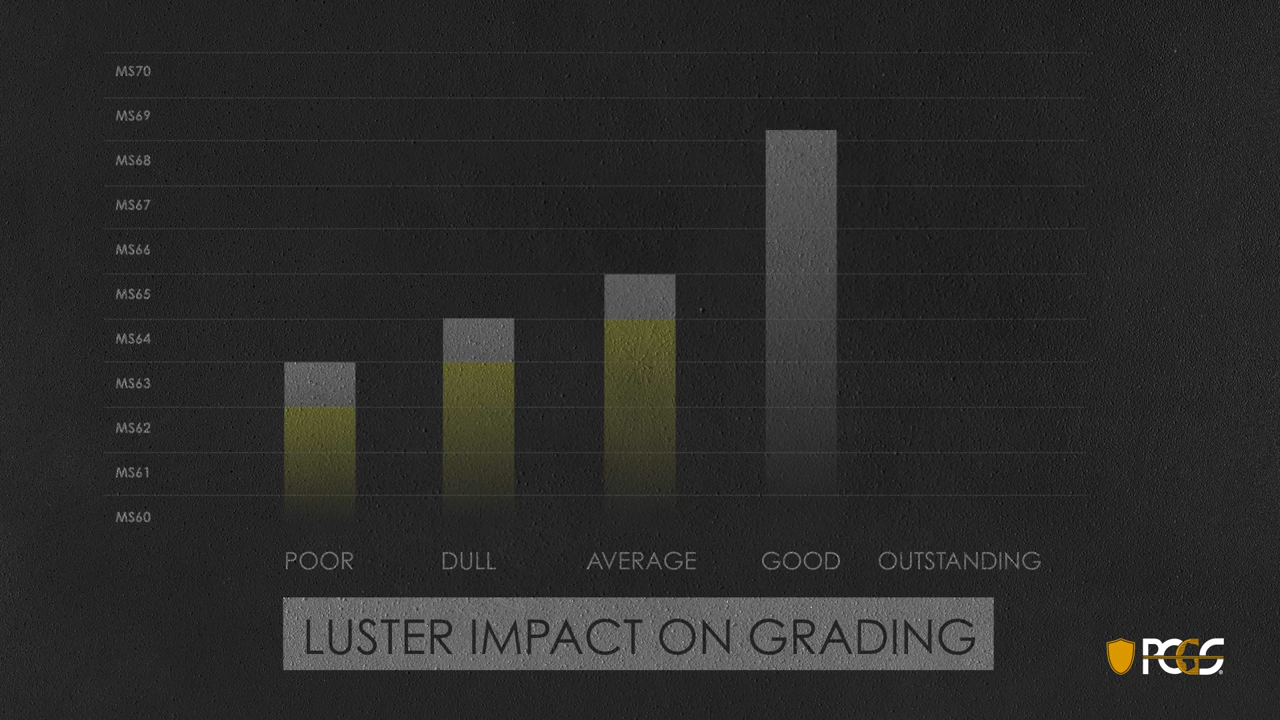 MS70
MS69
MS68
MS67
MS66
MS65
MS64
MS63
MS62
MS61
MS60
POOR DULL AVERAGE GOOD OUTSTANDING
LUSTER IMPACT ON GRADING
PCGS